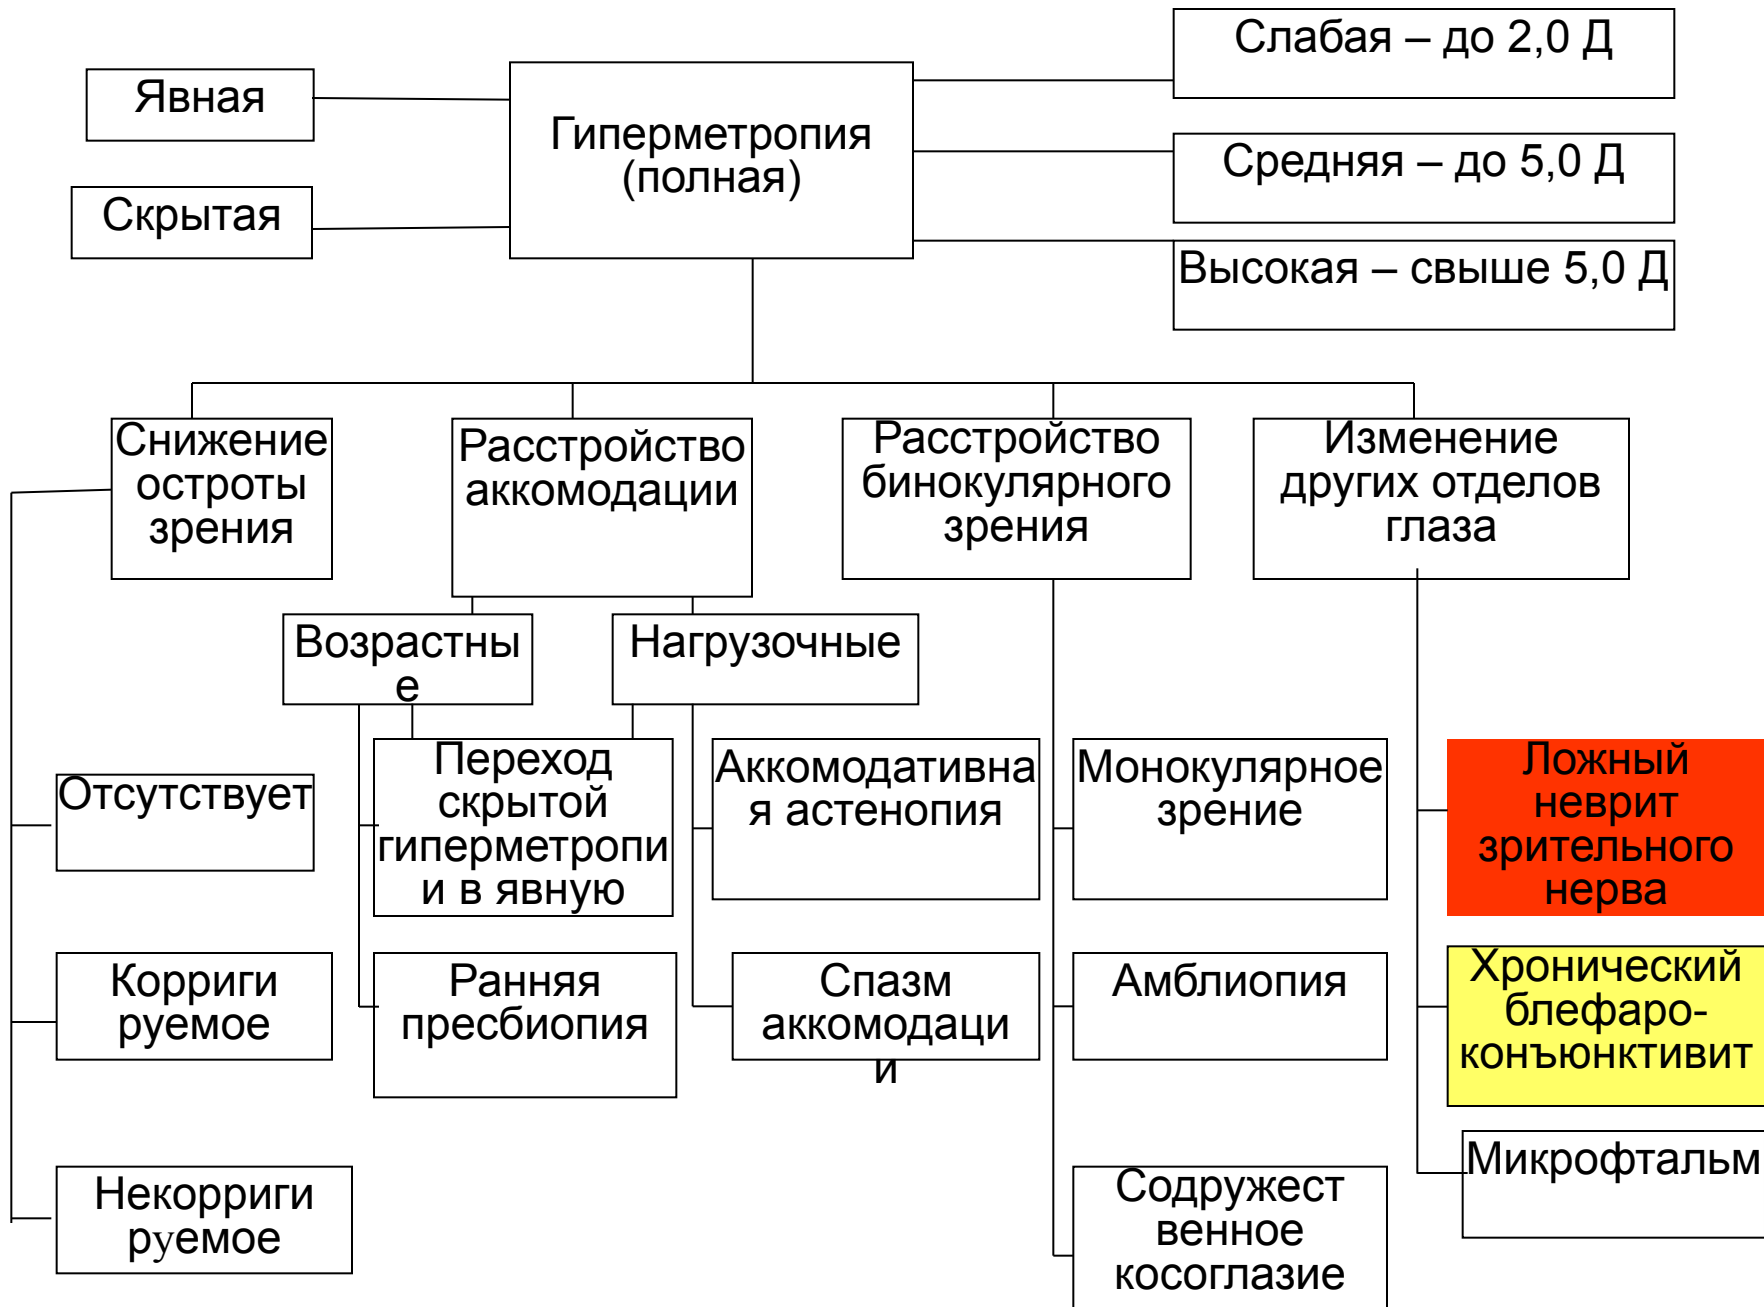 Явная
Скрытая
Гиперметропия
(полная)
Слабая – до 2,0 Д
Средняя – до 5,0 Д
Высокая – свыше 5,0 Д
Снижение
остроты
зрения
Расстройство
аккомодации
Расстройство
бинокулярного
зрения
Изменение
других отделов
глаза
Возрастны
е
Нагрузочные
Отсутствует
Переход
скрытой
гиперметропи
и в явную
Аккомодативна
я астенопия
Монокулярное
зрение
Ложный
неврит
зрительного
нерва
Корриги
руемое
Ранняя
пресбиопия
Спазм
аккомодаци
и
Амблиопия
Хронический
блефаро-
конъюнктивит
Некорриги
руемое
Содружест
венное
косоглазие
Микрофтальм